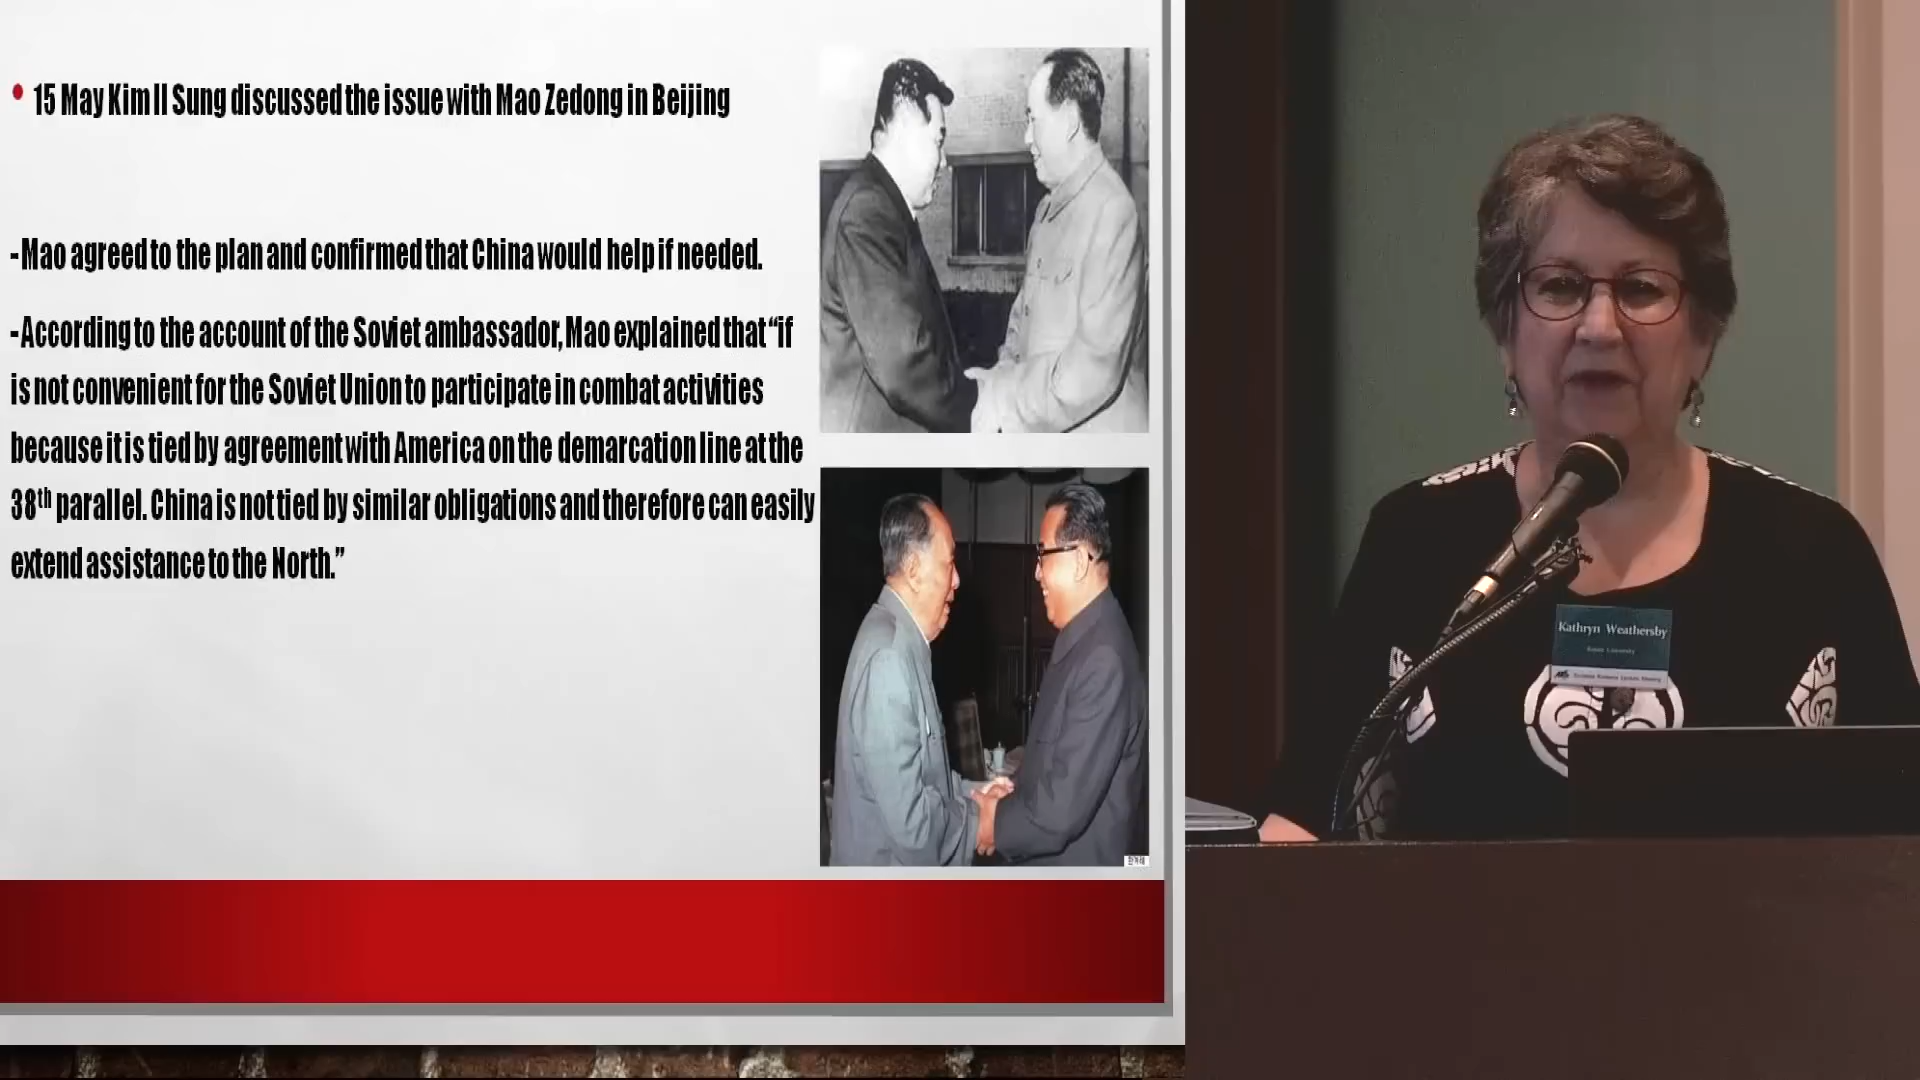 • 15 May Kim Il Sung discussed the issue with Mao Zedong in Beijing
- Mao agreed to the plan and confirmed that China would help if needed.
- According to the account of the Soviet ambassador, Mao explained that “if
is not convenient for the Soviet Union to participate in combat activities
because it is tied by agreement with America on the demarcation line at the
38th parallel. China is not tied by similar obligations and therefore can easily
extend assistance to the North.”
한겨레
Kathryn Weathersby